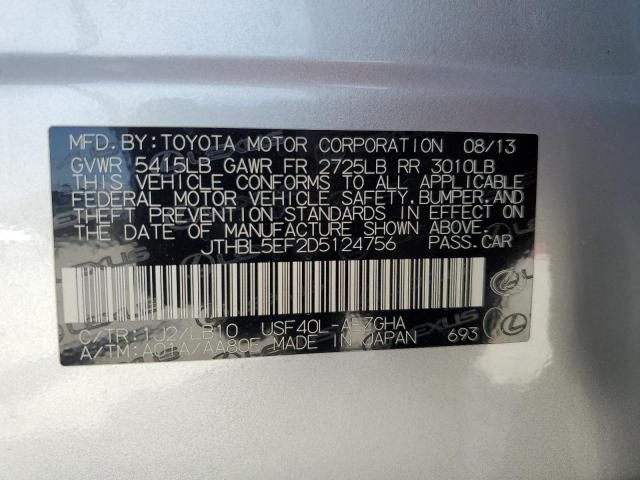 MFD. BY: TOYOTA MOTOR CORPORATION 08/13
GVWR 5415LB GAWR FR 2725LB RR 3010LB
THIS VEHICLE CONFORMS TO ALL APPLICABLE
FEDERAL MOTOR VEHICLE SAFETY, BUMPER, AND
THEFT PREVENTION STANDARDS IN EFFECT ON
THE DATE OF MANUFACTURE SHOWN ABOVE.
JTHBL5EF2D5124756 PASS.CAR
C/TR: 1J2/LB10 USF40L-AEZGHA
A/TM: A01A/AA80F MADE IN JAPAN 693
LEXUS